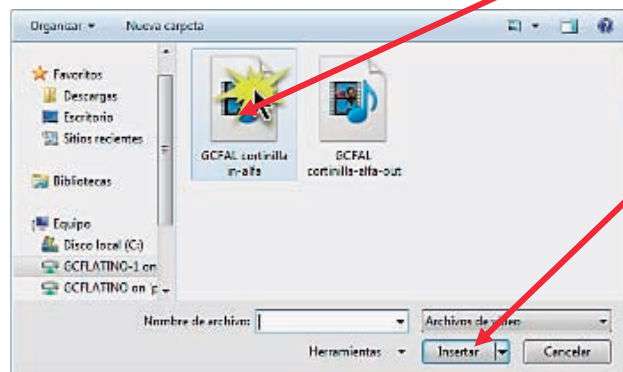 Organizar Nueva carpeta
Favoritos
Descargas
Escritorio
Sitios recientes
Bibliotecas
Equipo
Disco local (C:)
GCFLATINO-1 on
GCFLATINO on 'p
GCFAL cortinilla
in-alfa
GCFAL
cortinilla-alfa-out
Nombre de archivo:
Archivos de vídeo
Herramientas
Insertar
Cancelar